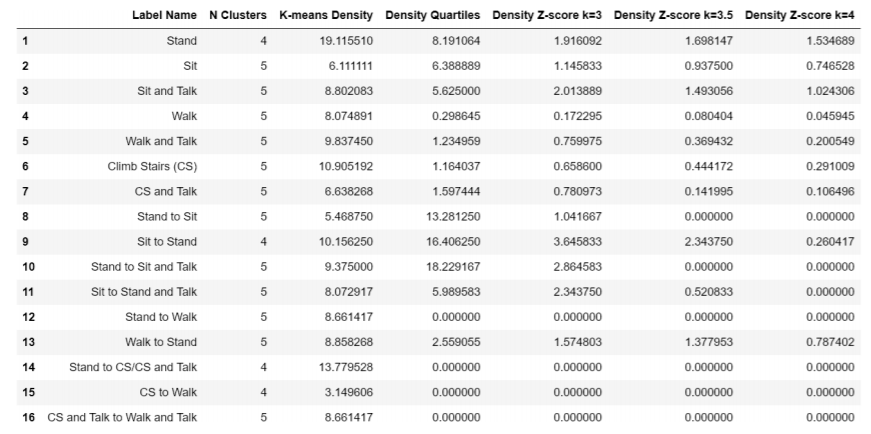 Label Name N Clusters K-means Density Density Quartiles Density Z-score k=3 Density Z-score k=3.5 Density Z-score k=4
1 Stand 4 19.115510 8.191064 1.916092 1.698147 1.534689
2 Sit 5 6.111111 6.388889 1.145833 0.937500 0.746528
3 Sit and Talk 5 8.802083 5.625000 2.013889 1.493056 1.024306
4 Walk 5 8.074891 0.298645 0.172295 0.080404 0.045945
5 Walk and Talk 5 9.837450 1.234959 0.759975 0.369432 0.200549
6 Climb Stairs (CS) 5 10.905192 1.164037 0.658600 0.444172 0.291009
7 CS and Talk 5 6.638268 1.597444 0.780973 0.141995 0.106496
8 Stand to Sit 5 5.468750 13.281250 1.041667 0.000000 0.000000
9 Sit to Stand 4 10.156250 16.406250 3.645833 2.343750 0.260417
10 Stand to Sit and Talk 5 9.375000 18.229167 2.864583 0.000000 0.000000
11 Sit to Stand and Talk 5 8.072917 5.989583 2.343750 0.520833 0.000000
12 Stand to Walk 5 8.661417 0.000000 0.000000 0.000000 0.000000
13 Walk to Stand 5 8.858268 2.559055 1.574803 1.377953 0.787402
14 Stand to CS/CS and Talk 4 13.779528 0.000000 0.000000 0.000000 0.000000
15 CS to Walk 4 3.149606 0.000000 0.000000 0.000000 0.000000
16 CS and Talk to Walk and Talk 5 8.661417 0.000000 0.000000 0.000000 0.000000